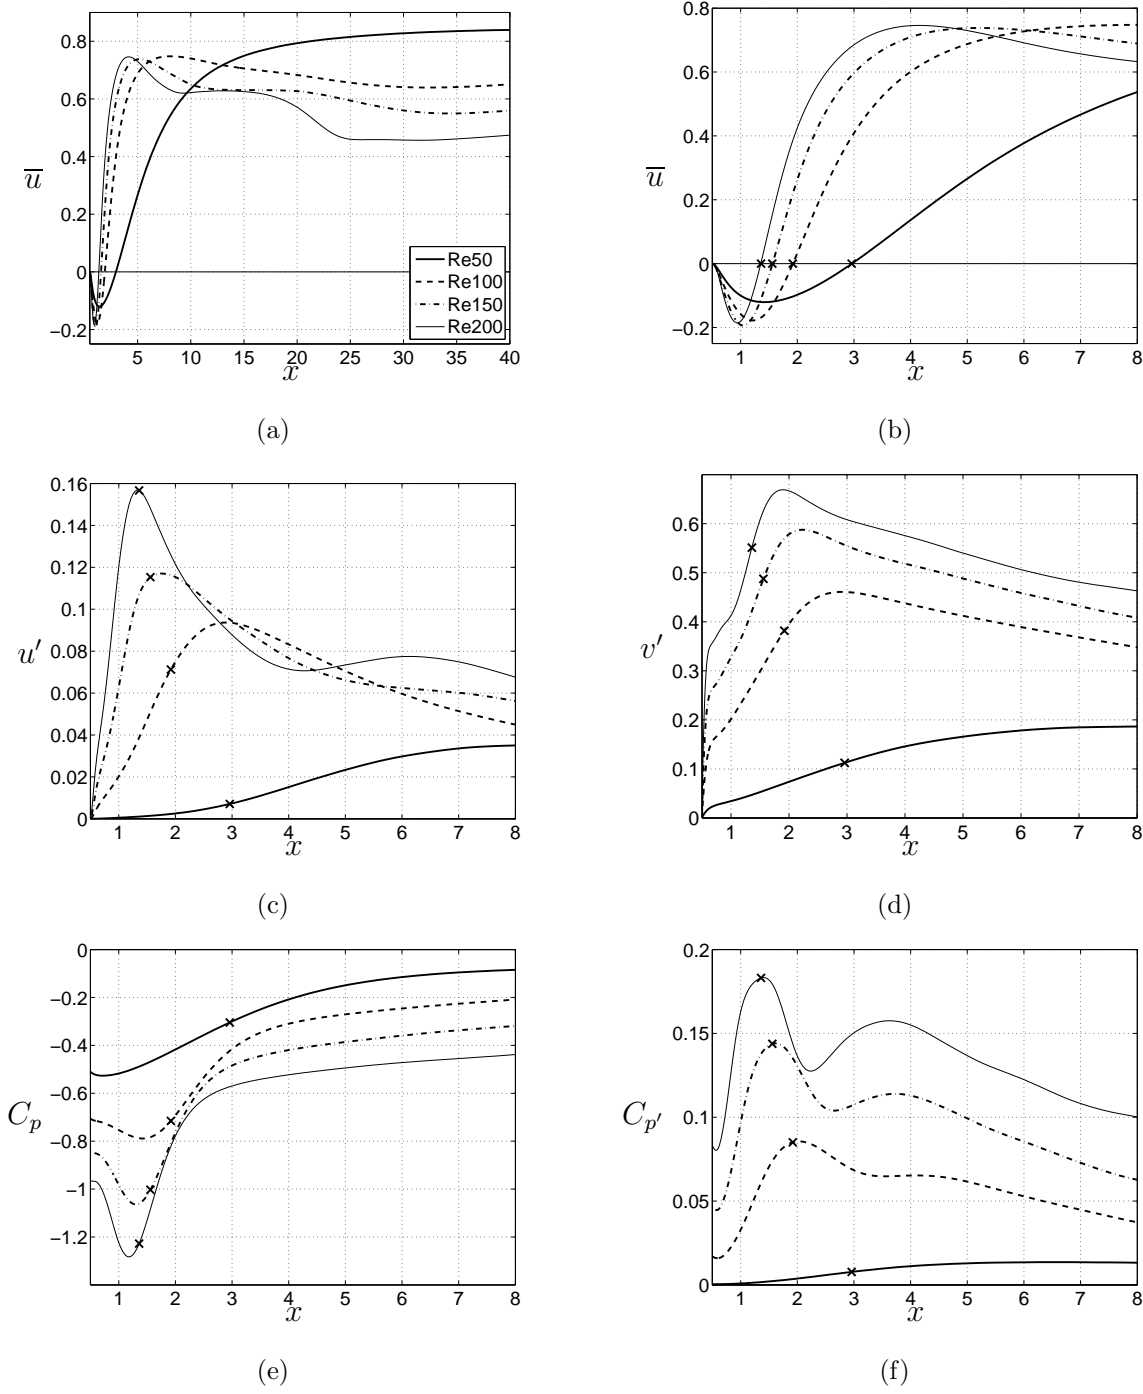 0.8
0.6
0.4
0.2
0
−0.2
u
5 10 15 20 25 30 35 40
x
Re50
Re100
Re150
Re200
(a)
0.8
0.6
0.4
0.2
0
−0.2
u
1 2 3 4 5 6 7 8
x
(b)
0.16
0.14
0.12
0.1
0.08
0.06
0.04
0.02
0
u′
1 2 3 4 5 6 7 8
x
(c)
0.6
0.5
0.4
0.3
0.2
0.1
0
v′
1 2 3 4 5 6 7 8
x
(d)
0
−0.2
−0.4
−0.6
−0.8
−1
−1.2
Cp
1 2 3 4 5 6 7 8
x
(e)
0.2
0.15
0.1
0.05
0
Cp′
1 2 3 4 5 6 7 8
x
(f)